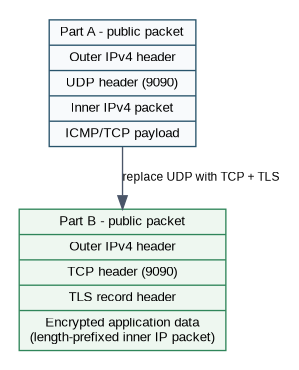 Part A - public packet
Outer IPv4 header
UDP header (9090)
Inner IPv4 packet
ICMP/TCP payload
replace UDP with TCP + TLS
Part B - public packet
Outer IPv4 header
TCP header (9090)
TLS record header
Encrypted application data
(length-prefixed inner IP packet)